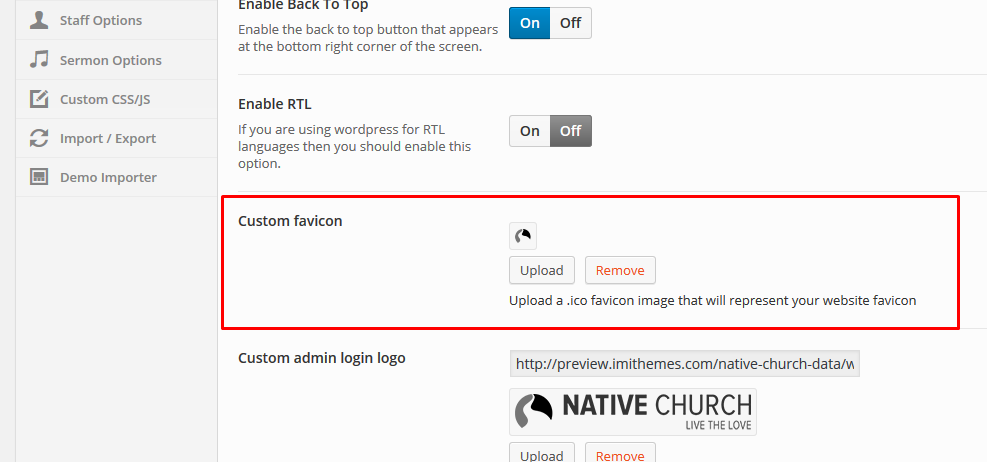 Staff Options
Sermon Options
Custom CSS/JS
Import / Export
Demo Importer
Enable Back To Top
Enable the back to top button that appears
at the bottom right corner of the screen.
On Off
Enable RTL
If you are using wordpress for RTL
languages then you should enable this
option.
On Off
Custom favicon
Upload Remove
Upload a .ico favicon image that will represent your website favicon
Custom admin login logo
http://preview.imithemes.com/native-church-data/w
NATIVE CHURCH
LIVE THE LOVE
Upload Remove